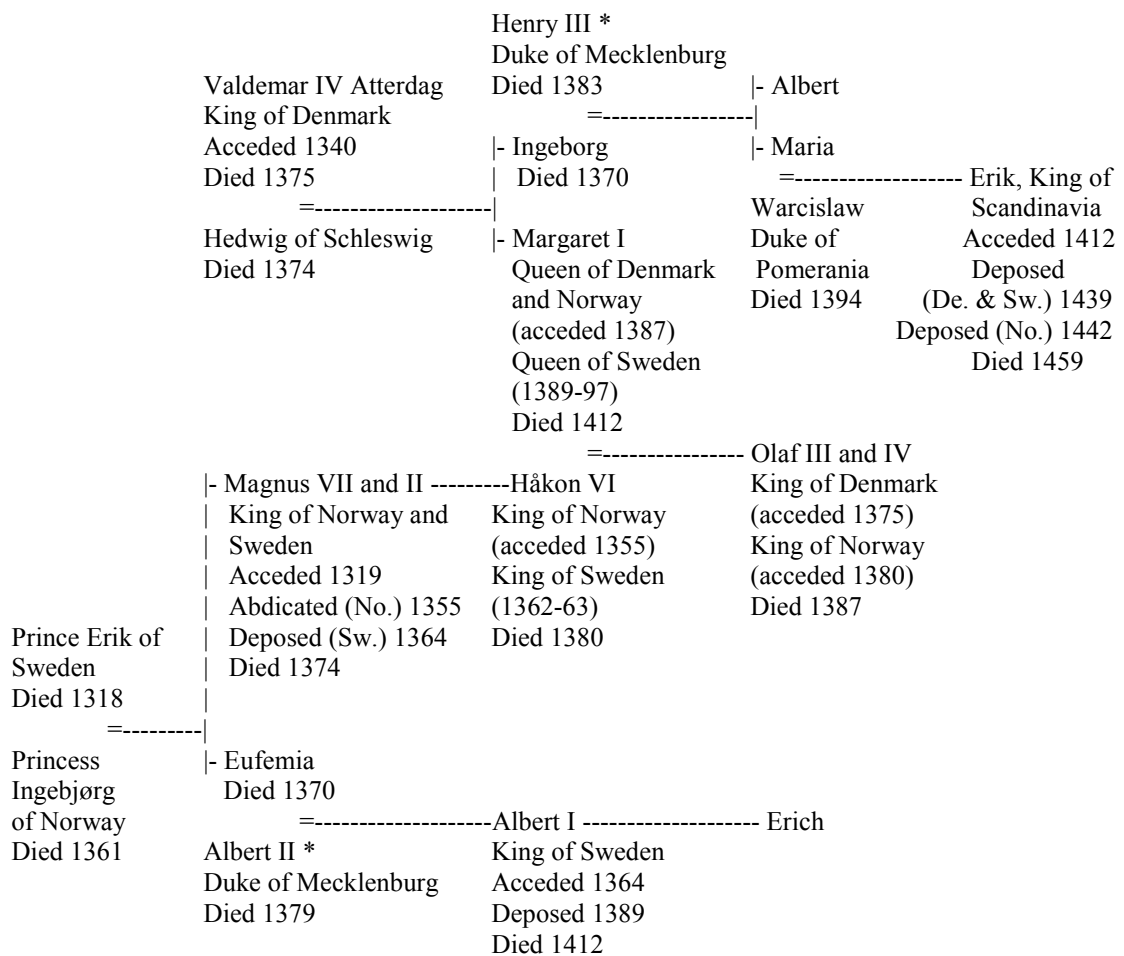 Henry III *
Duke of Mecklenburg
Valdemar IV Atterdag Died 1383 |- Albert
King of Denmark =-----------------|
Acceded 1340 |- Ingeborg |- Maria
Died 1375 | Died 1370 =------------------- Erik, King of
=-------------------| Warcislaw Scandinavia
Hedwig of Schleswig |- Margaret I Duke of Acceded 1412
Died 1374 Queen of Denmark Pomerania Deposed
and Norway Died 1394 (De. & Sw.) 1439
(acceded 1387) Deposed (No.) 1442
Queen of Sweden Died 1459
(1389-97)
Died 1412
=---------------- Olaf III and IV
|- Magnus VII and II ---------Håkon VI King of Denmark
| King of Norway and King of Norway (acceded 1375)
| Sweden (acceded 1355) King of Norway
| Acceded 1319 King of Sweden (acceded 1380)
| Abdicated (No.) 1355 (1362-63) Died 1387
Prince Erik of | Deposed (Sw.) 1364 Died 1380
Sweden | Died 1374
Died 1318 |
=---------|
Princess |- Eufemia
Ingebjørg Died 1370
of Norway =--------------------Albert I -------------------- Erich
Died 1361 Albert II * King of Sweden
Duke of Mecklenburg Acceded 1364
Died 1379 Deposed 1389
Died 1412